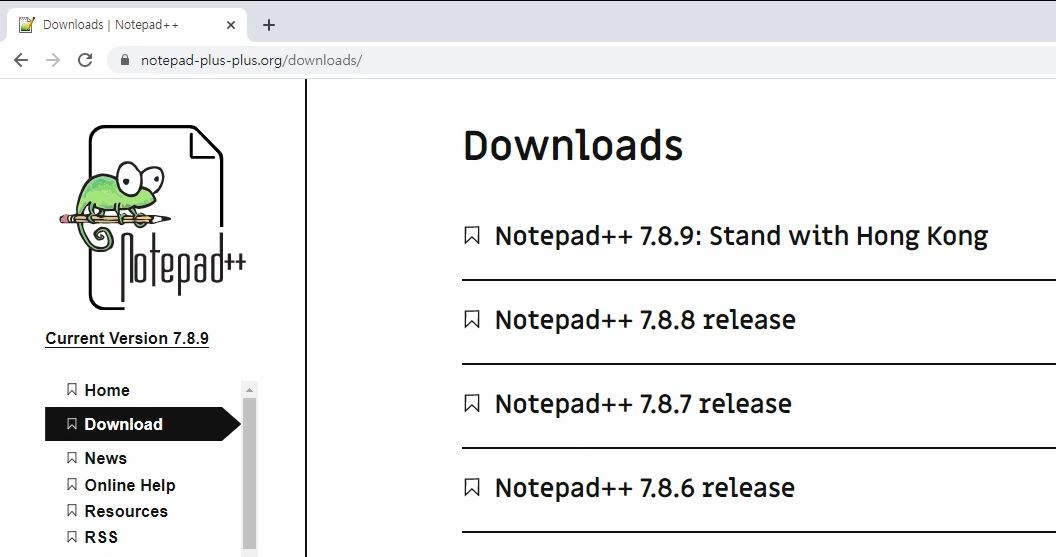 Downloads | Notepad++
notepad-plus-plus.org/downloads/
Notepad++
Current Version 7.8.9
Home
Download
News
Online Help
Resources
RSS
Downloads
Notepad++ 7.8.9: Stand with Hong Kong
Notepad++ 7.8.8 release
Notepad++ 7.8.7 release
Notepad++ 7.8.6 release